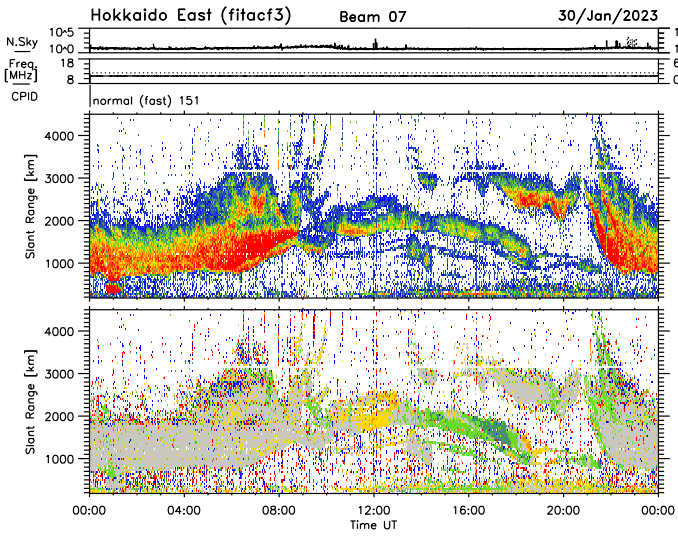 Hokkaido East (fitacf3) Beam 07 30/Jan/2023
N.Sky 10^5 10^0
Freq. [MHz] 18 8 6
CPID normal (fast) 151
Slant Range [km] 4000 3000 2000 1000
Slant Range [km] 4000 3000 2000 1000
00:00 04:00 08:00 12:00 16:00 20:00 00:00
Time UT